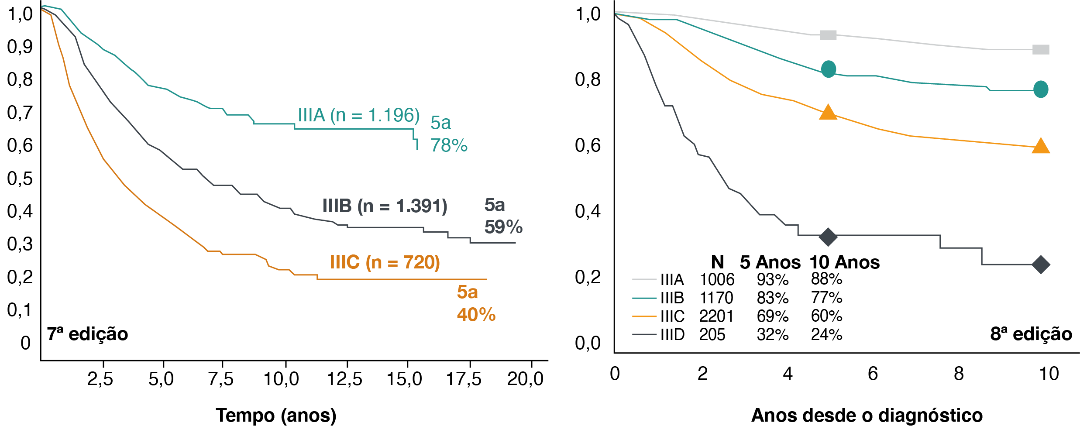 1,0
0,9
0,8
0,7
0,6
0,5
0,4
0,3
0,2
0,1
0
IIIA (n = 1.196)
5a
78%
IIIB (n = 1.391)
5a
59%
IIIC (n = 720)
5a
40%
7ª edição
2,5
5,0
7,5
10,0
12,5
15,0
17,5
20,0
Tempo (anos)
1,0
0,8
0,6
0,4
0,2
0,0
N 5 Anos 10 Anos
IIIA 1006 93% 88%
IIIB 1170 83% 77%
IIIC 2201 69% 60%
IIID 205 32% 24%
8ª edição
0 2 4 6 8 10
Anos desde o diagnóstico